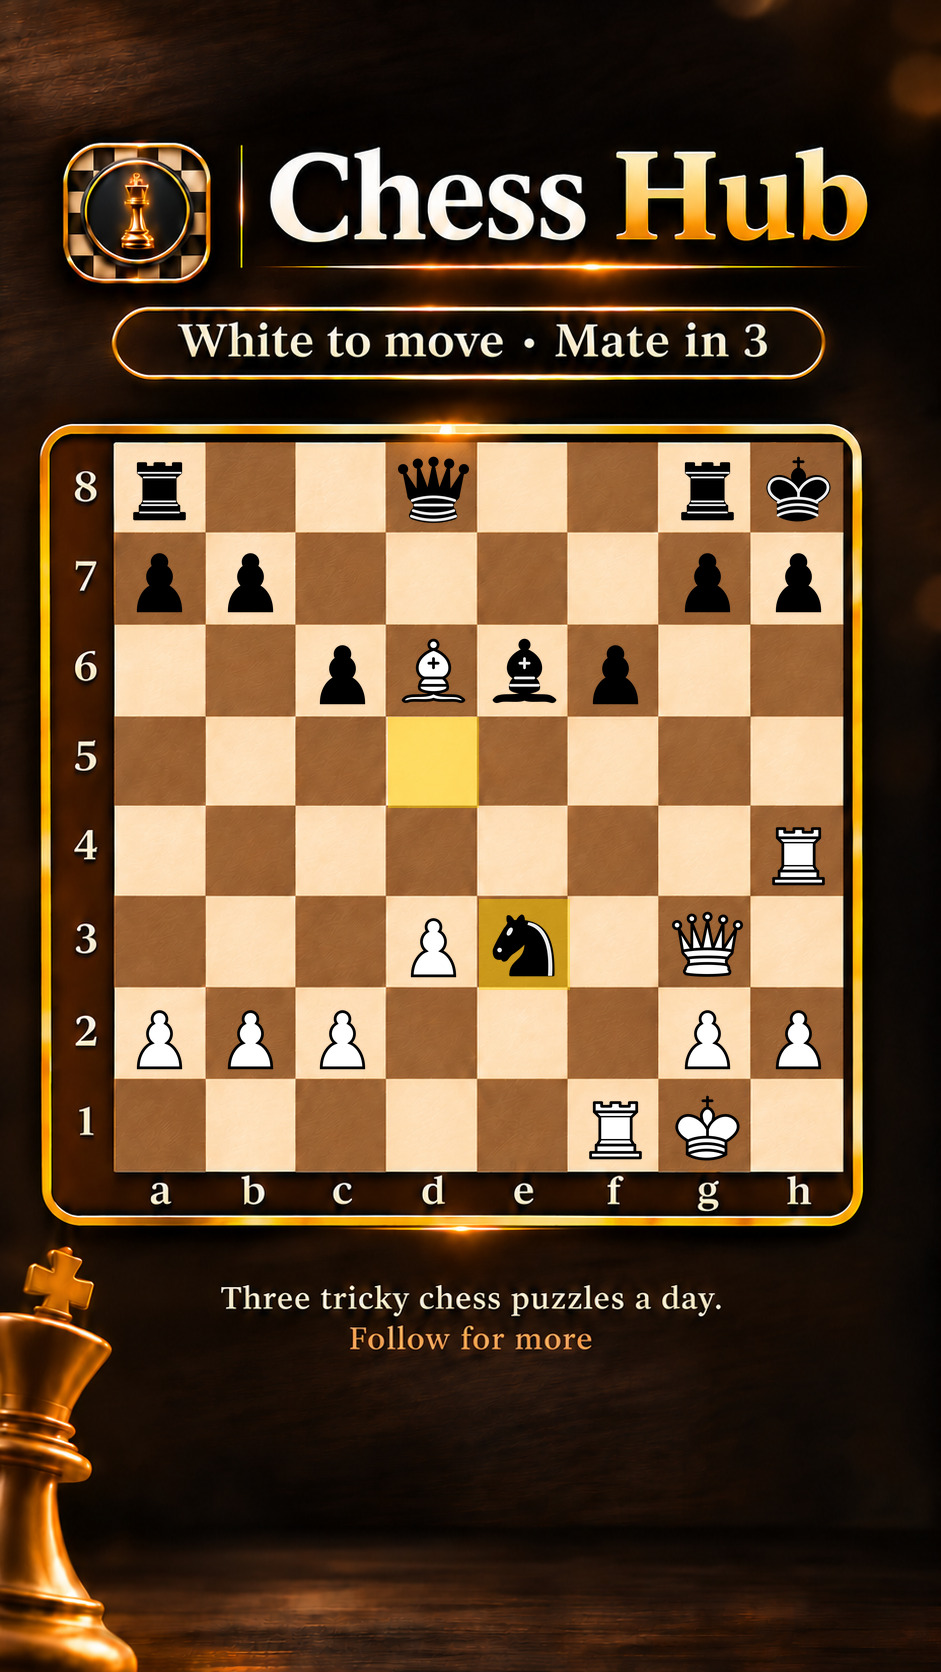 Chess Hub
White to move • Mate in 3
8
7
6
5
4
3
2
1
a b c d e f g h
Three tricky chess puzzles a day.
Follow for more